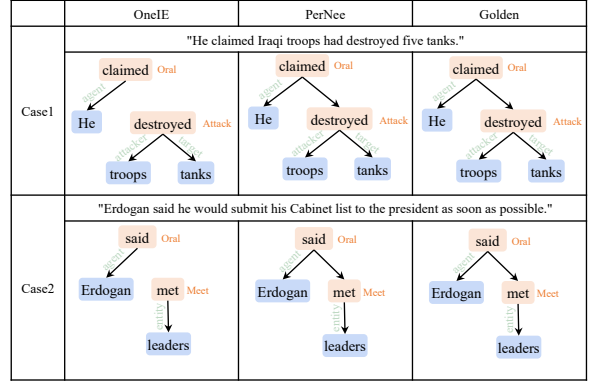 OneIE PerNee Golden
Case1
"He claimed Iraqi troops had destroyed five tanks."
claimed Oral
agent
He
destroyed Attack
attacker target
troops tanks
claimed Oral
agent
He
destroyed Attack
attacker target
troops tanks
claimed Oral
agent
He
destroyed Attack
attacker target
troops tanks
Case2
"Erdogan said he would submit his Cabinet list to the president as soon as possible."
said Oral
agent
Erdogan met Meet
entity
leaders
said Oral
agent
Erdogan met Meet
entity
leaders
said Oral
agent
Erdogan met Meet
entity
leaders